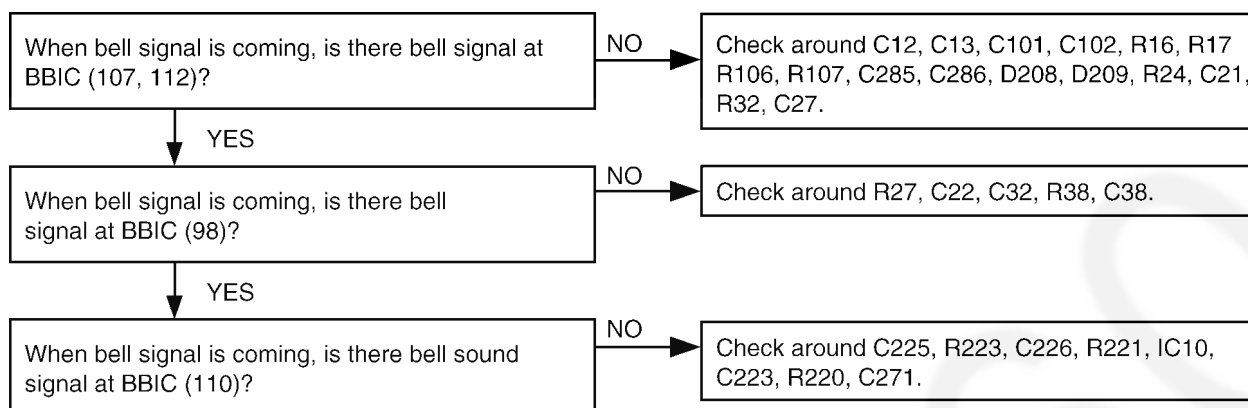 When bell signal is coming, is there bell signal at
BBIC (107, 112)?
NO
Check around C12, C13, C101, C102, R16, R17
R106, R107, C285, C286, D208, D209, R24, C21,
R32, C27.
YES
When bell signal is coming, is there bell
signal at BBIC (98)?
NO
Check around R27, C22, C32, R38, C38.
YES
When bell signal is coming, is there bell sound
signal at BBIC (110)?
NO
Check around C225, R223, C226, R221, IC10,
C223, R220, C271.